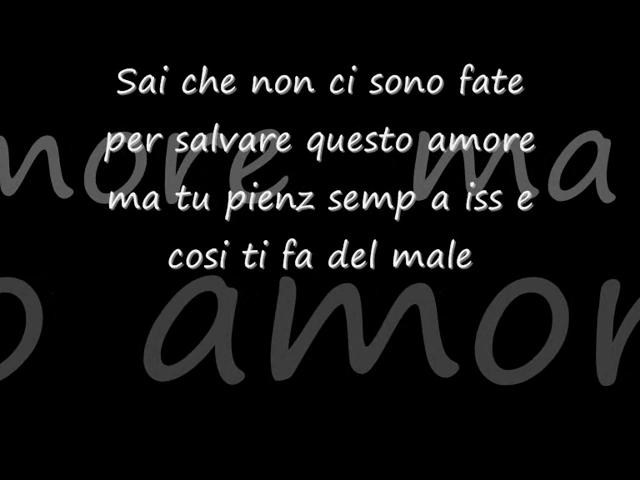 Sai che non ci sono fate
per salvare questo amore
ma tu pienz semp a iss e
cosi ti fa del male
more ma
o amor